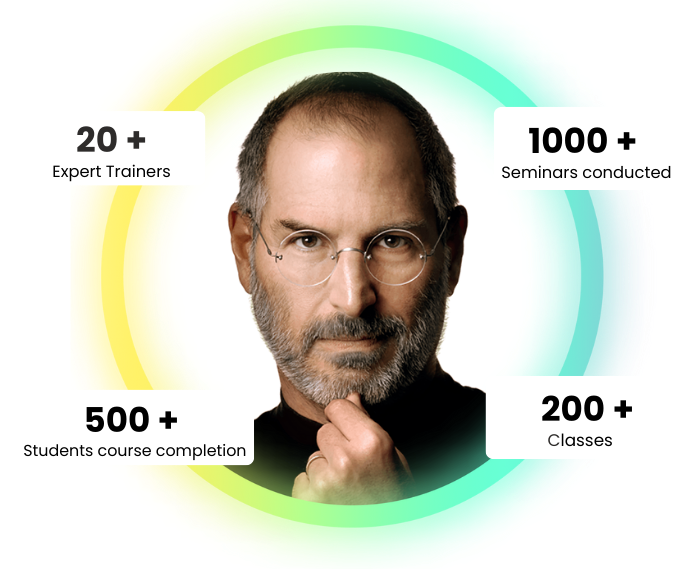 20 +
Expert Trainers
1000 +
Seminars conducted
500 +
Students course completion
200 +
Classes